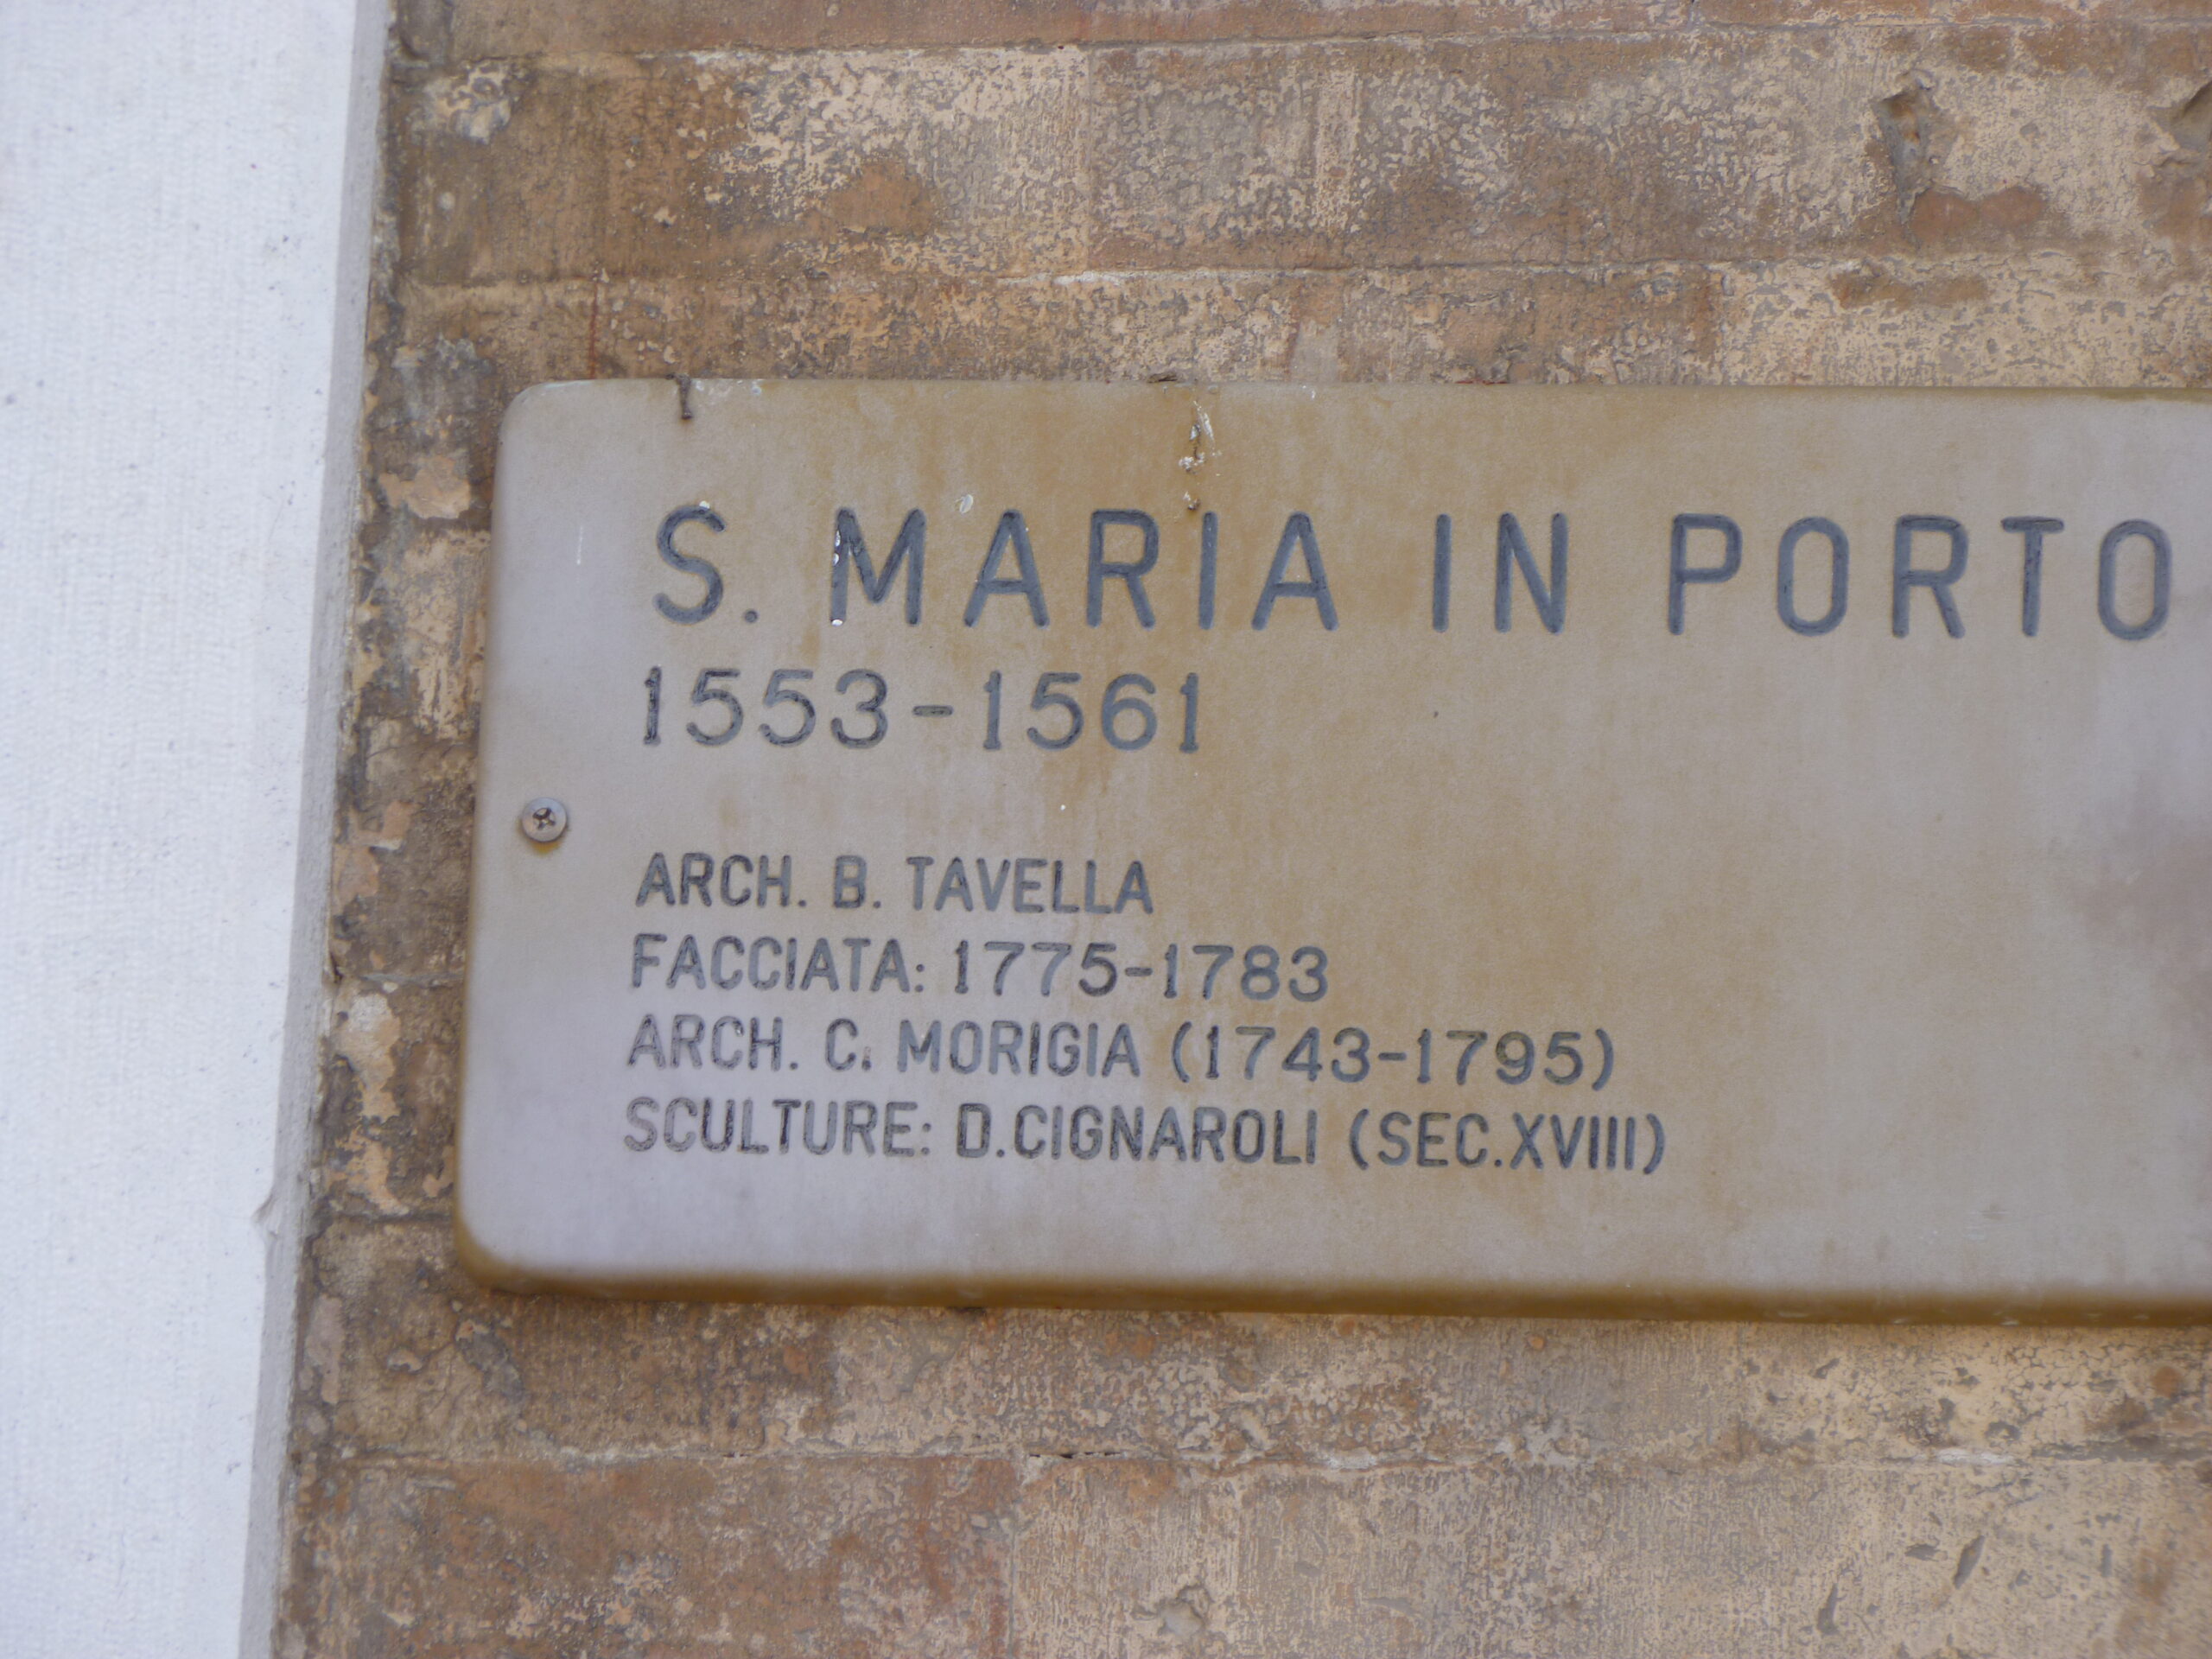 S. MARIA IN PORTO
1553-1561
ARCH. B. TAVELLA
FACCIATA: 1775-1783
ARCH. C. MORIGIA (1743-1795)
SCULTURE: D.CIGNAROLI (SEC.XVIII)